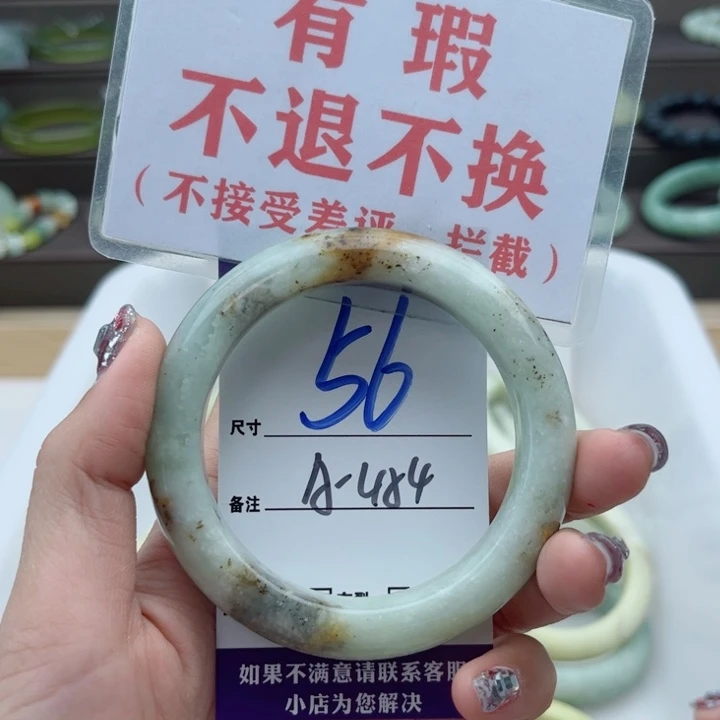 有瑕
不退不换
（不接受差评 拦截）
56
尺寸
A-484
备注
如果不满意请联系客服
小店为您解决